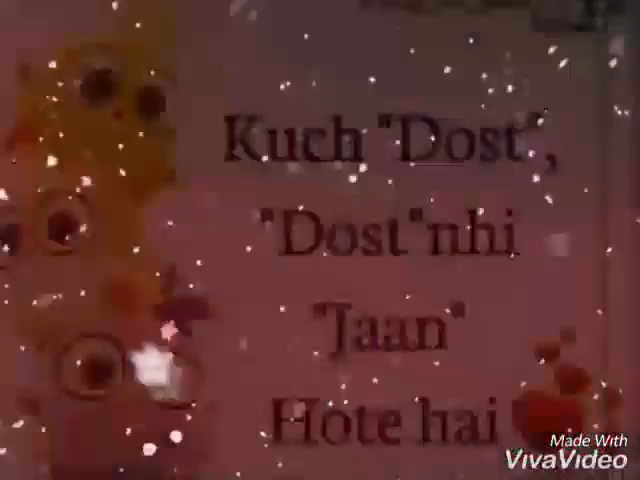 Kuch "Dost",
"Dost"nhi
"Jaan"
Hote hai
Made With
VivaVideo